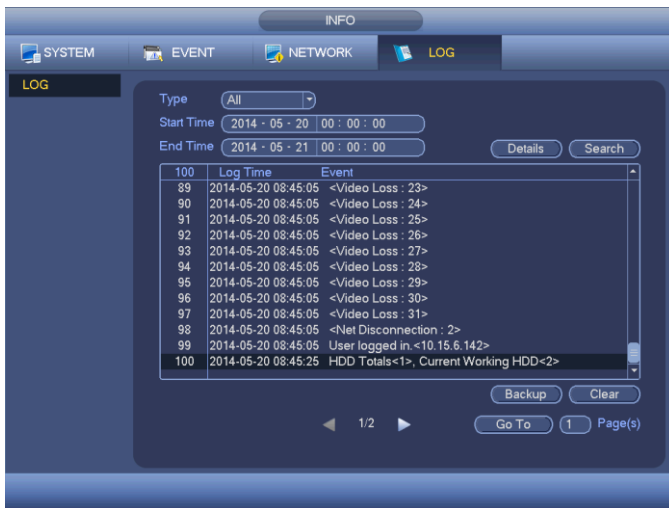 INFO
SYSTEM EVENT NETWORK LOG
LOG
Type All
Start Time 2014 - 05 - 20 00 : 00 : 00
End Time 2014 - 05 - 21 00 : 00 : 00 Details Search
100 Log Time Event
89 2014-05-20 08:45:05 <Video Loss : 23>
90 2014-05-20 08:45:05 <Video Loss : 24>
91 2014-05-20 08:45:05 <Video Loss : 25>
92 2014-05-20 08:45:05 <Video Loss : 26>
93 2014-05-20 08:45:05 <Video Loss : 27>
94 2014-05-20 08:45:05 <Video Loss : 28>
95 2014-05-20 08:45:05 <Video Loss : 29>
96 2014-05-20 08:45:05 <Video Loss : 30>
97 2014-05-20 08:45:05 <Video Loss : 31>
98 2014-05-20 08:45:05 <Net Disconnection : 2>
99 2014-05-20 08:45:05 User logged in.<10.15.6.142>
100 2014-05-20 08:45:25 HDD Totals<1>, Current Working HDD<2>
Backup Clear
1/2 Go To 1 Page(s)